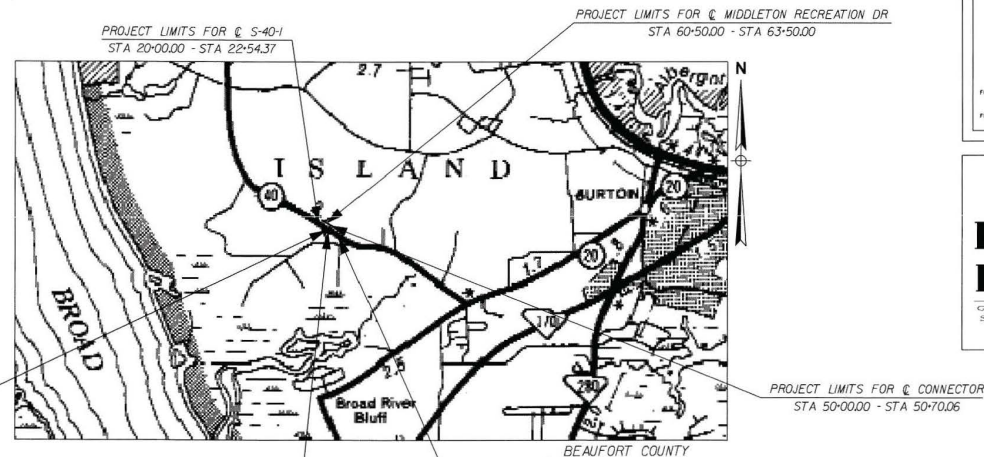 PROJECT LIMITS FOR ℄ S-40-1
STA 20+00.00 - STA 22+54.37
PROJECT LIMITS FOR ℄ MIDDLETON RECREATION DR
STA 60+50.00 - STA 63+50.00
N
2.7
ISLAND
40
BURTON
20
20
1.7
170
BROAD
2.6
280
Broad River
Bluff
PROJECT LIMITS FOR ℄ CONNECTOR
STA 50+00.00 - STA 50+70.06
BEAUFORT COUNTY